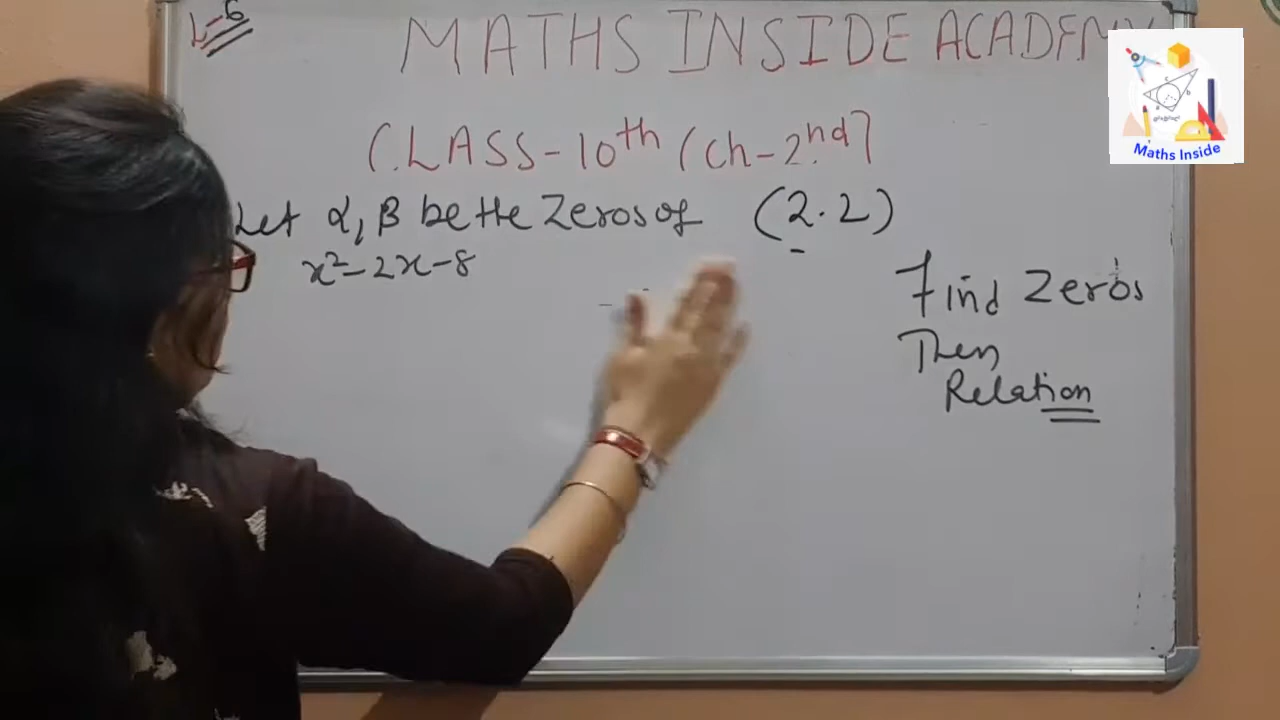 L-6
MATHS INSIDE ACADEMY
CLASS-10th (Ch-2nd)
Let α, β be the Zeros of (2.2)
x²-2x-8
Find Zeros
Then
Relation
Maths Inside